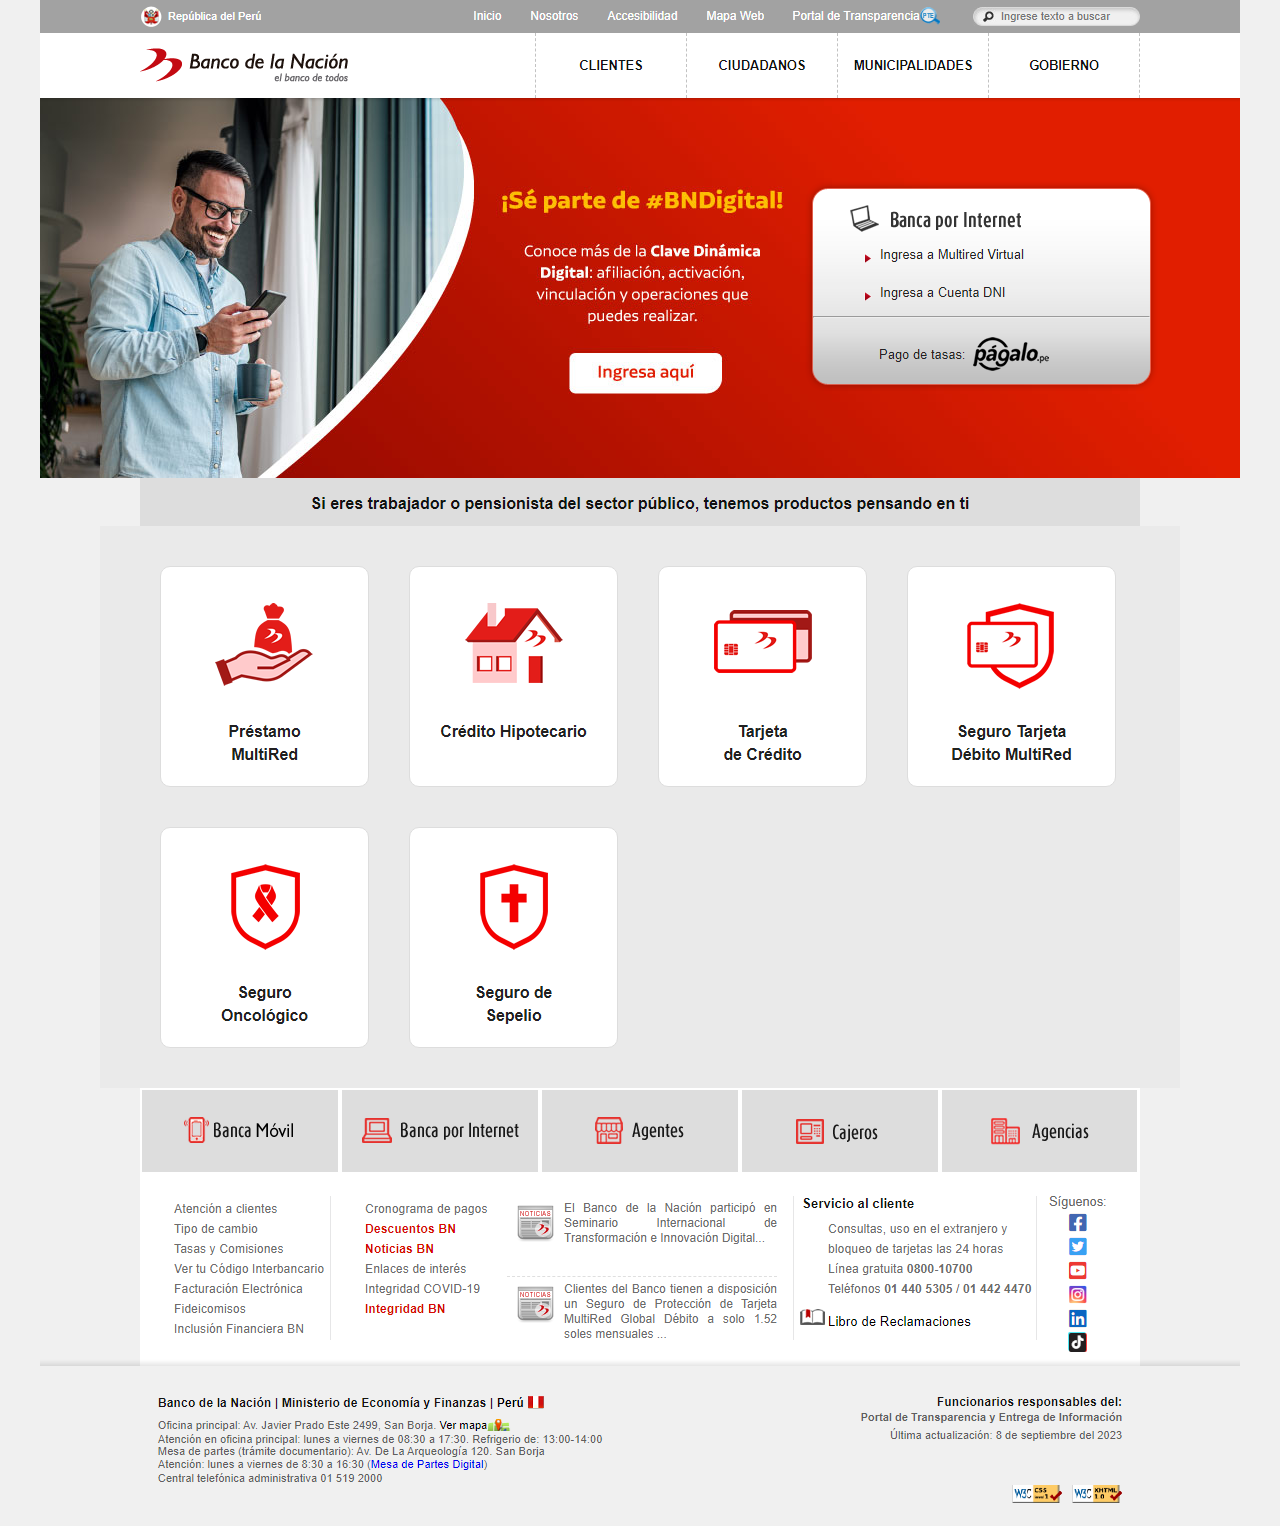 República del Perú
Inicio Nosotros Accesibilidad Mapa Web Portal de Transparencia PTE
Ingrese texto a buscar
Banco de la Nación
el banco de todos
CLIENTES CIUDADANOS MUNICIPALIDADES GOBIERNO
¡Sé parte de #BNDigital!
Conoce más de la Clave Dinámica
Digital: afiliación, activación,
vinculación y operaciones que
puedes realizar.
Ingresa aquí
Banca por Internet
Ingresa a Multired Virtual
Ingresa a Cuenta DNI
Pago de tasas: págalo.pe
Si eres trabajador o pensionista del sector público, tenemos productos pensando en ti
Préstamo
MultiRed
Crédito Hipotecario
Tarjeta
de Crédito
Seguro Tarjeta
Débito MultiRed
Seguro
Oncológico
Seguro de
Sepelio
Banca Móvil
Banca por Internet
Agentes
Cajeros
Agencias
Atención a clientes
Tipo de cambio
Tasas y Comisiones
Ver tu Código Interbancario
Facturación Electrónica
Fideicomisos
Inclusión Financiera BN
Cronograma de pagos
Descuentos BN
Noticias BN
Enlaces de interés
Integridad COVID-19
Integridad BN
NOTICIAS
El Banco de la Nación participó en
Seminario Internacional de
Transformación e Innovación Digital...
NOTICIAS
Clientes del Banco tienen a disposición
un Seguro de Protección de Tarjeta
MultiRed Global Débito a solo 1.52
soles mensuales ...
Servicio al cliente
Consultas, uso en el extranjero y
bloqueo de tarjetas las 24 horas
Línea gratuita 0800-10700
Teléfonos 01 440 5305 / 01 442 4470
Libro de Reclamaciones
Síguenos:
Banco de la Nación | Ministerio de Economía y Finanzas | Perú
Oficina principal: Av. Javier Prado Este 2499, San Borja. Ver mapa
Atención en oficina principal: lunes a viernes de 08:30 a 17:30. Refrigerio de: 13:00-14:00
Mesa de partes (trámite documentario): Av. De La Arqueología 120. San Borja
Atención: lunes a viernes de 8:30 a 16:30 (Mesa de Partes Digital)
Central telefónica administrativa 01 519 2000
Funcionarios responsables del:
Portal de Transparencia y Entrega de Información
Última actualización: 8 de septiembre del 2023
W3C CSS
W3C XHTML 1.0